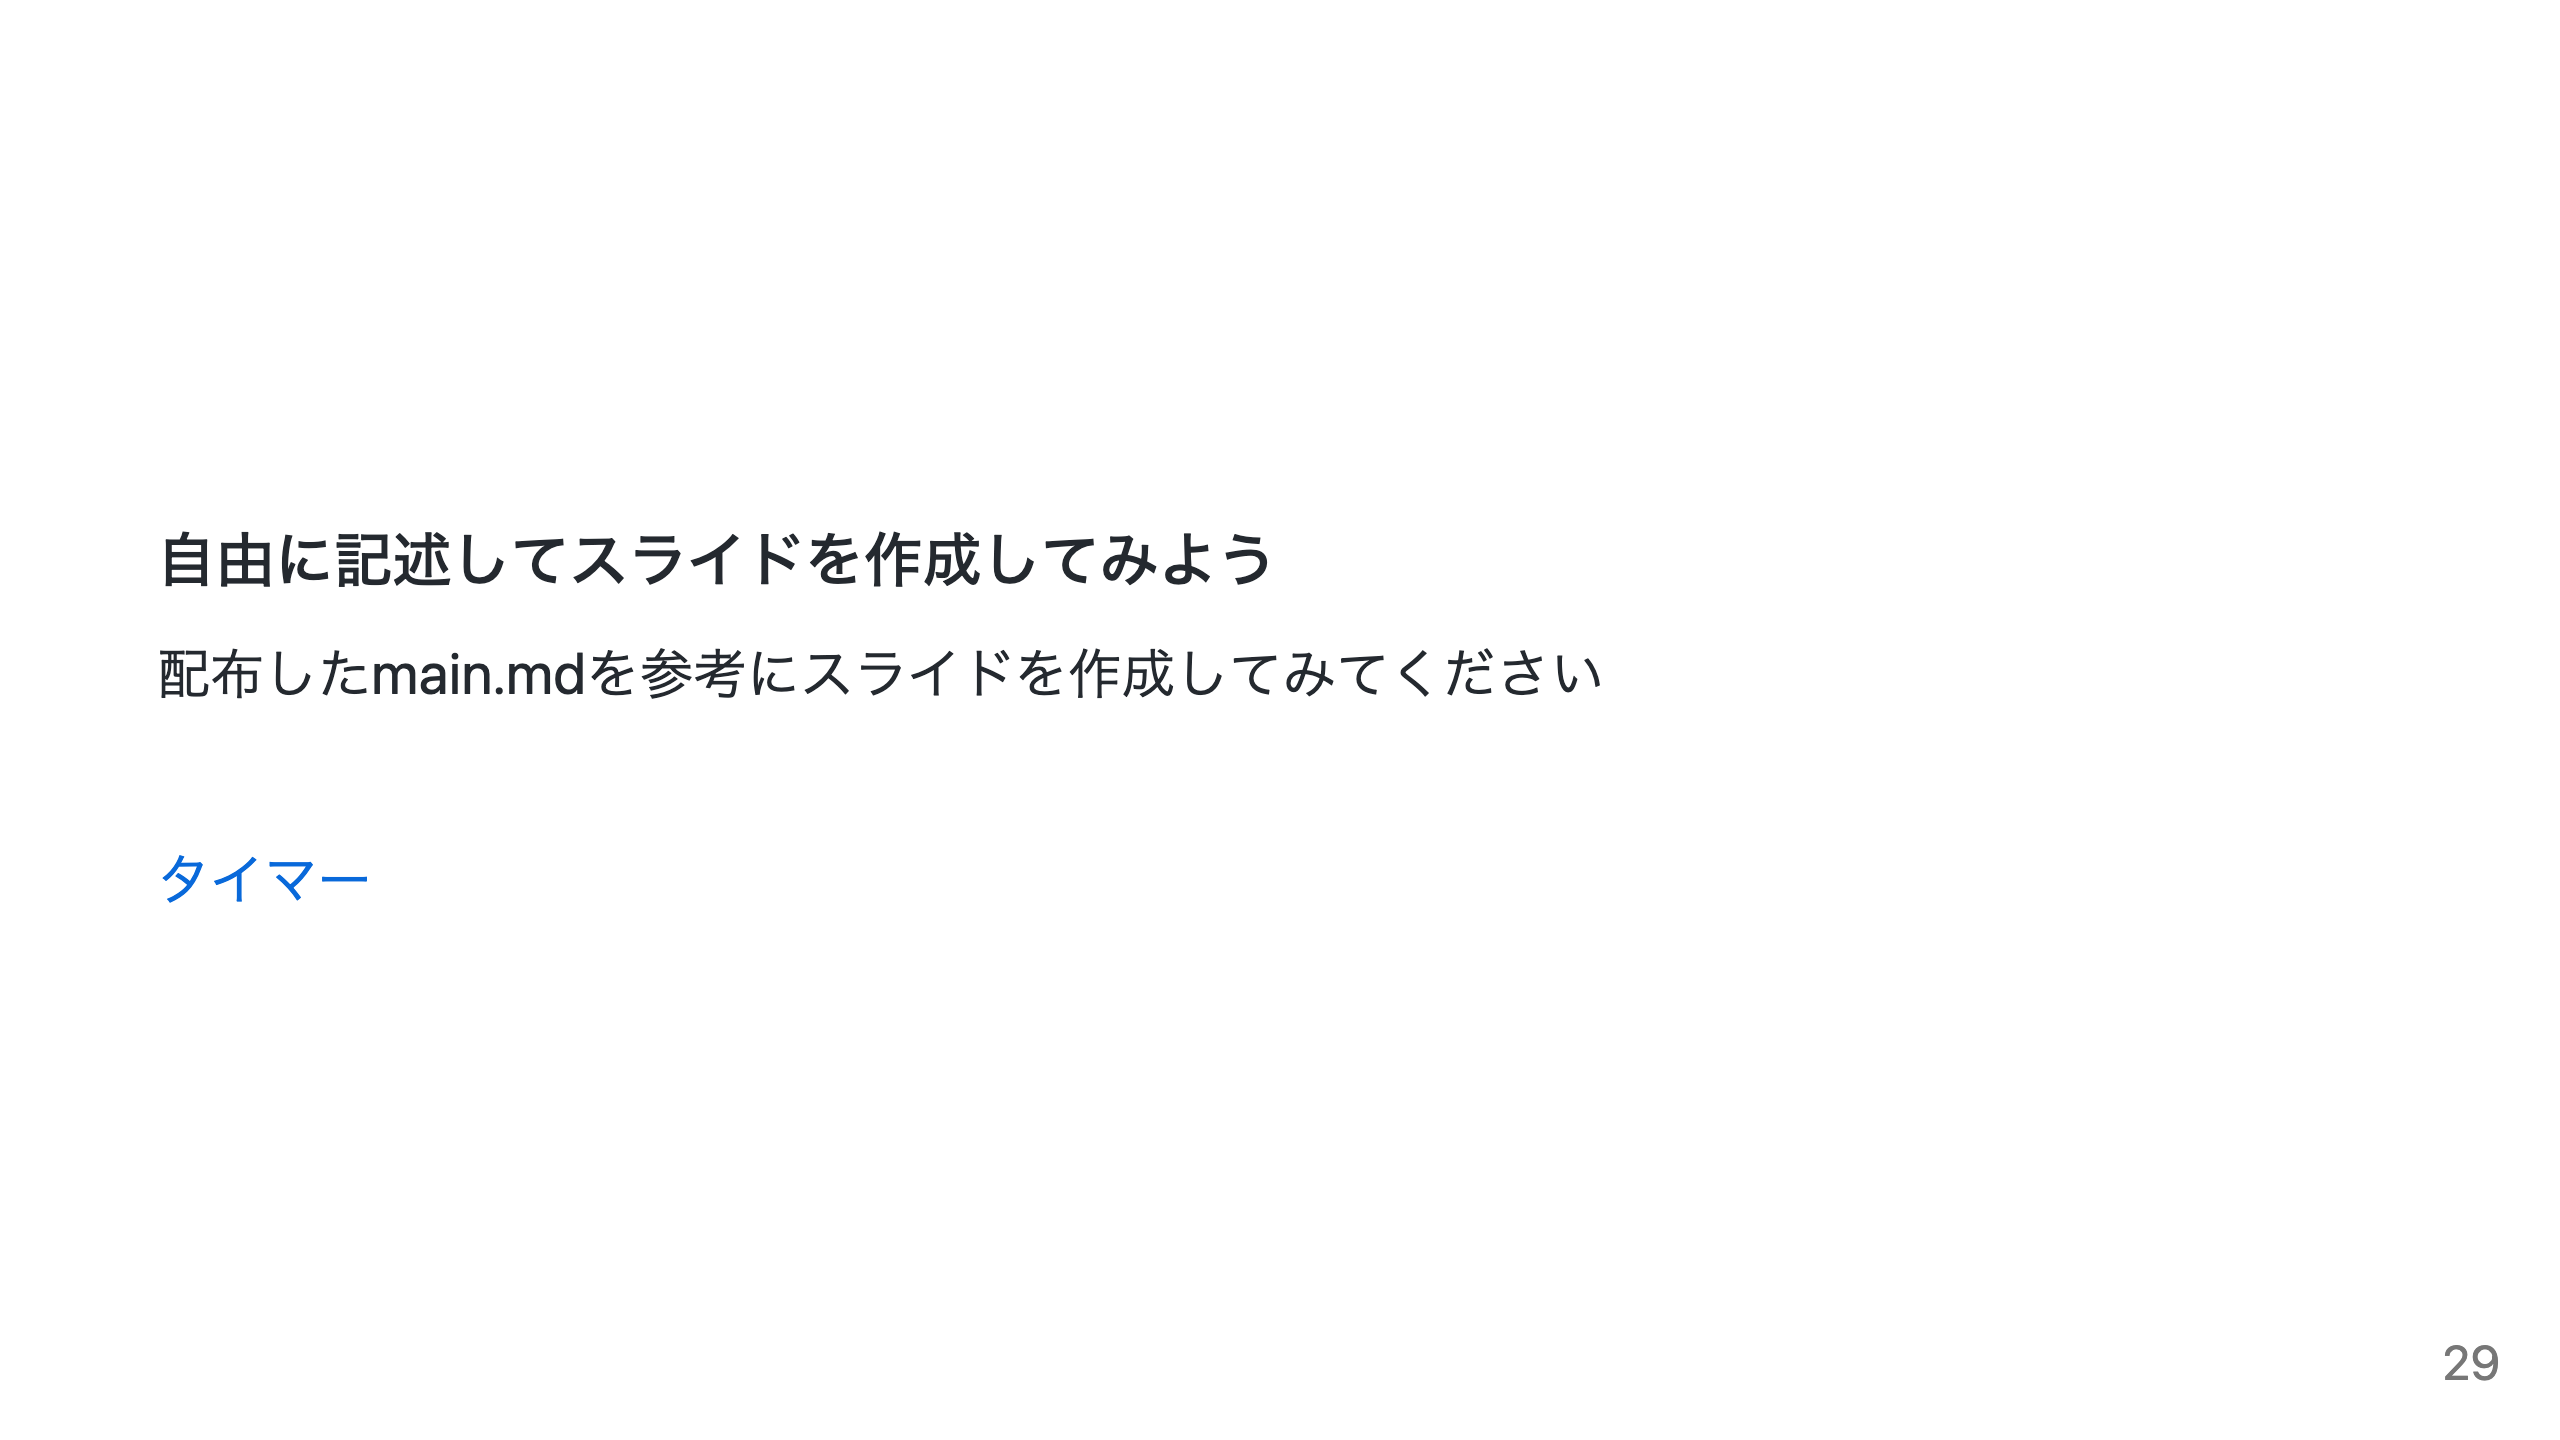 自由に記述してスライドを作成してみよう
配布したmain.mdを参考にスライドを作成してみてください
タイマー
29